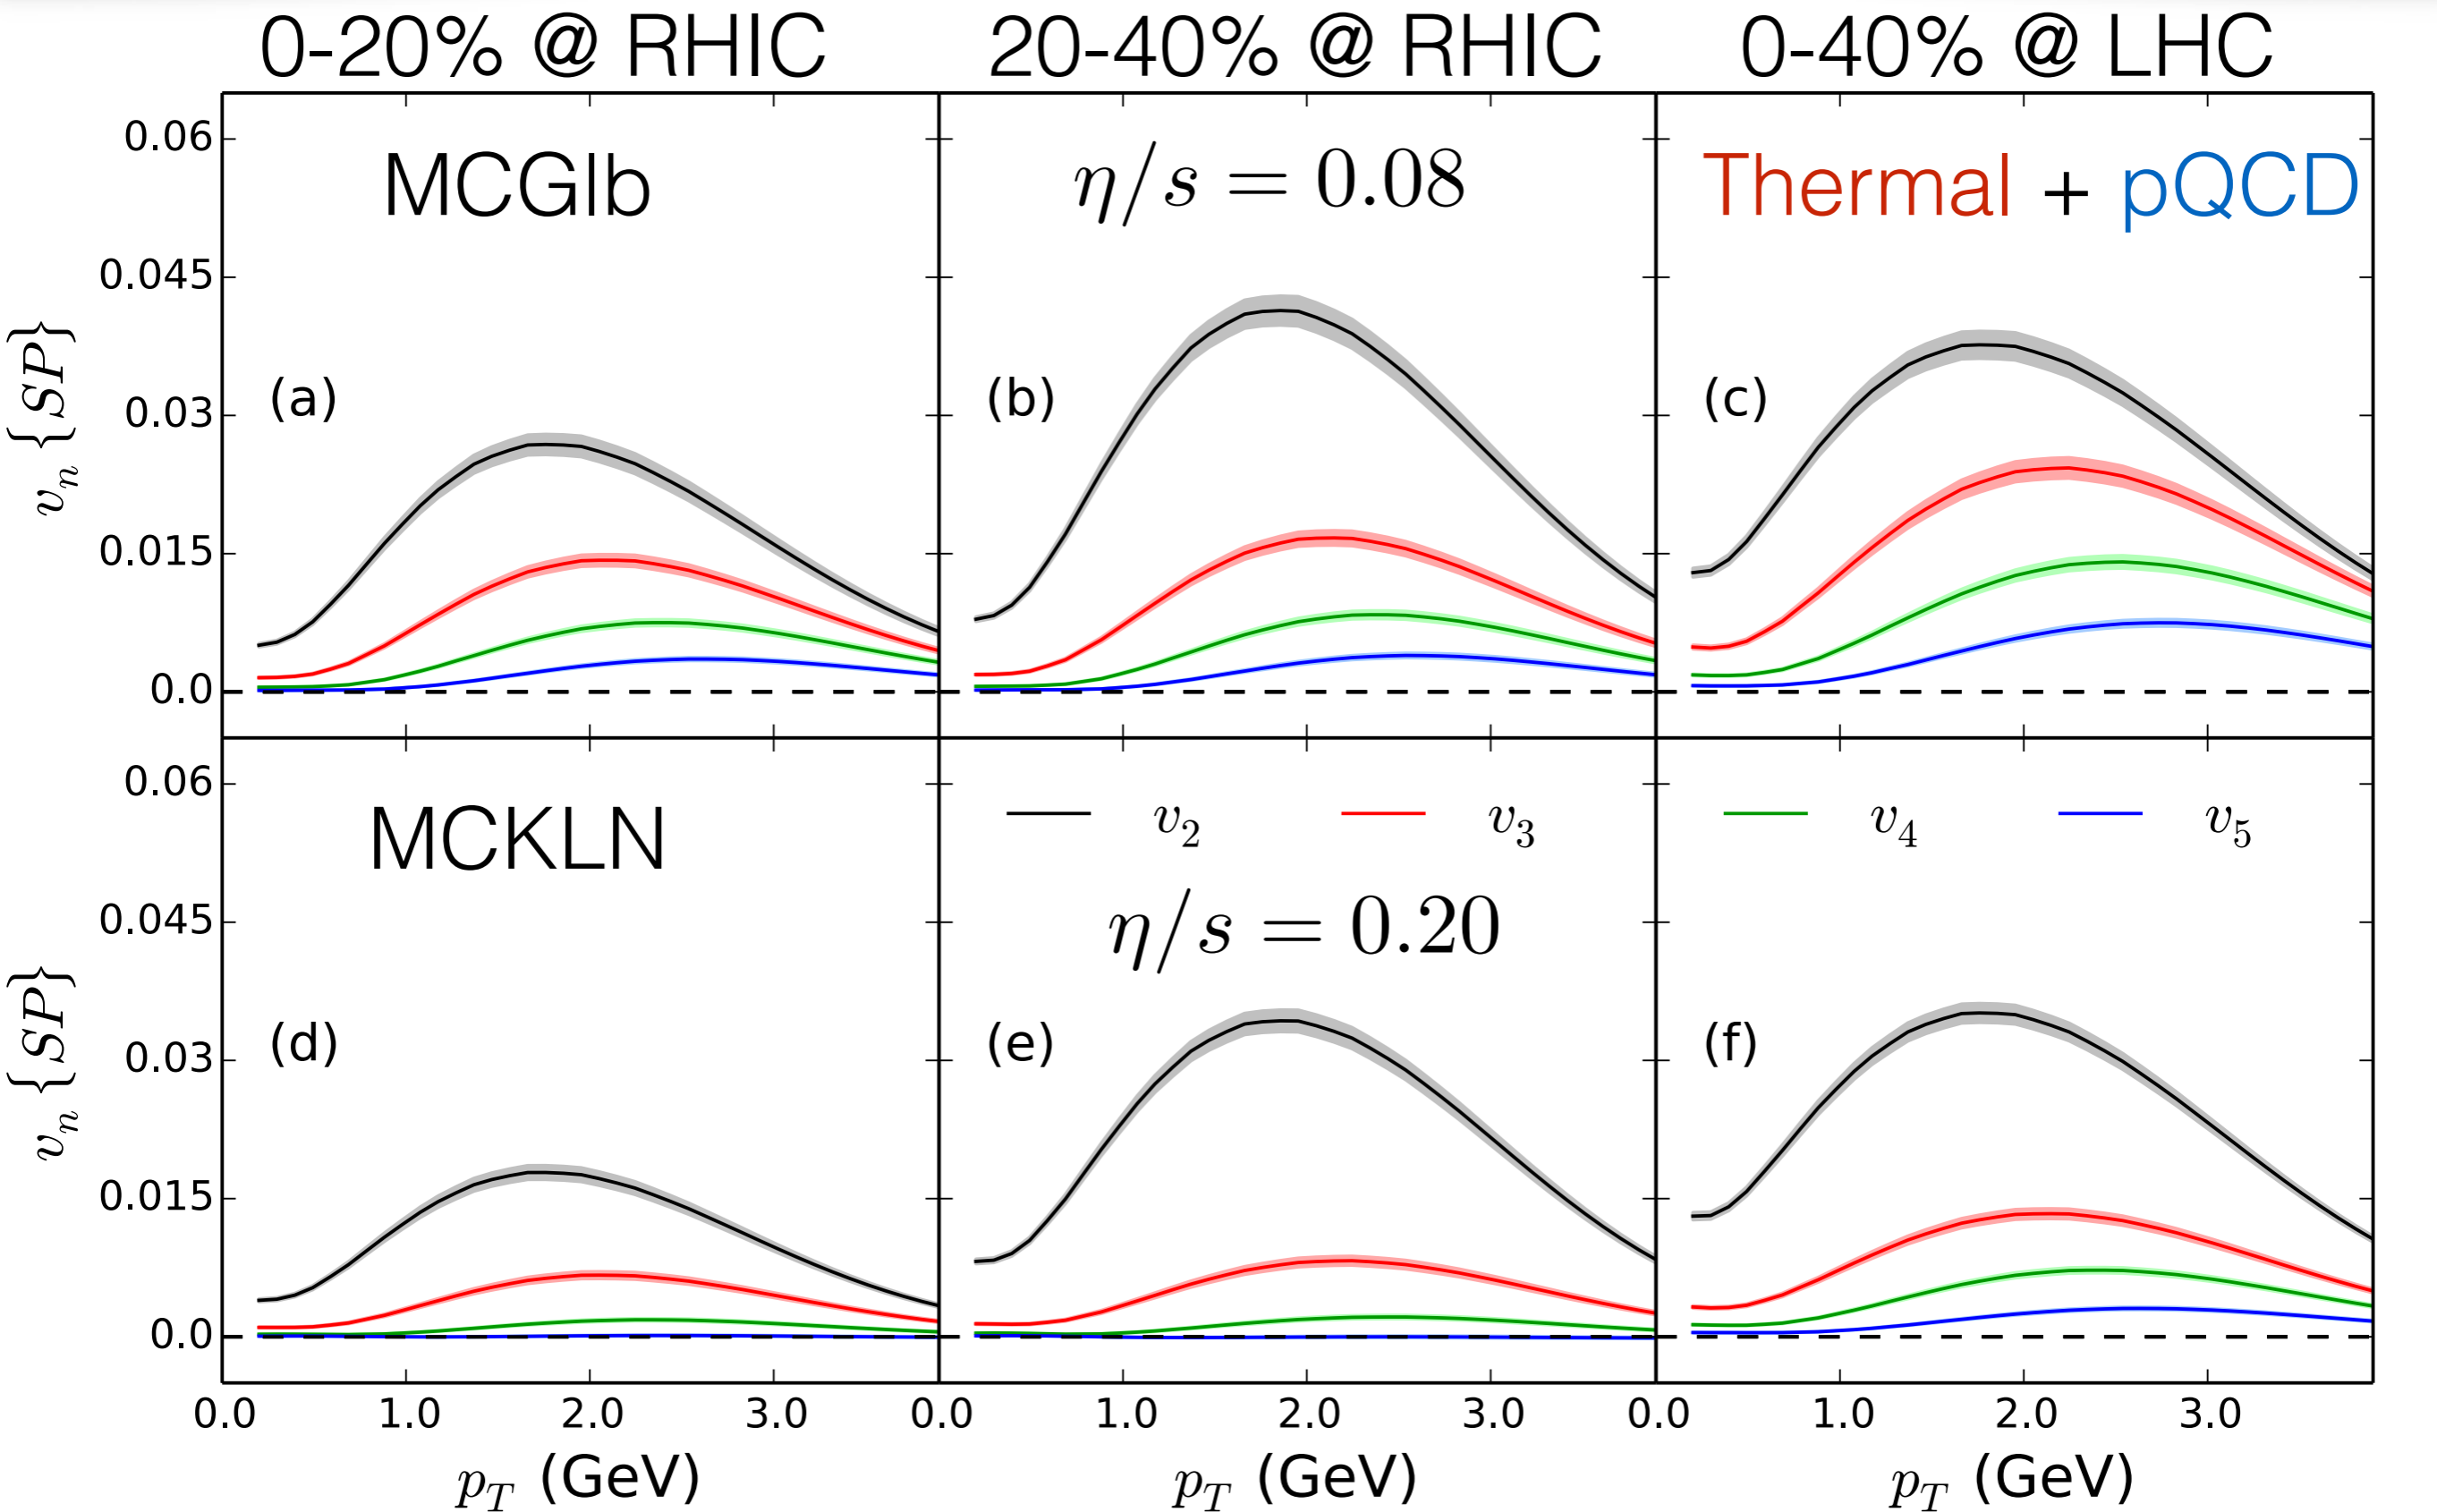 0-20% @ RHIC 20-40% @ RHIC 0-40% @ LHC
0.06
MCGlb η/s = 0.08 Thermal + pQCD
0.045
(a) (b) (c)
0.03
0.015
0.0
v_n {SP}
0.06
v_2 v_3 v_4 v_5
MCKLN
η/s = 0.20
0.045
(d) (e) (f)
0.03
0.015
0.0
v_n {SP}
0.0 1.0 2.0 3.0 0.0 1.0 2.0 3.0 0.0 1.0 2.0 3.0
p_T (GeV) p_T (GeV) p_T (GeV)